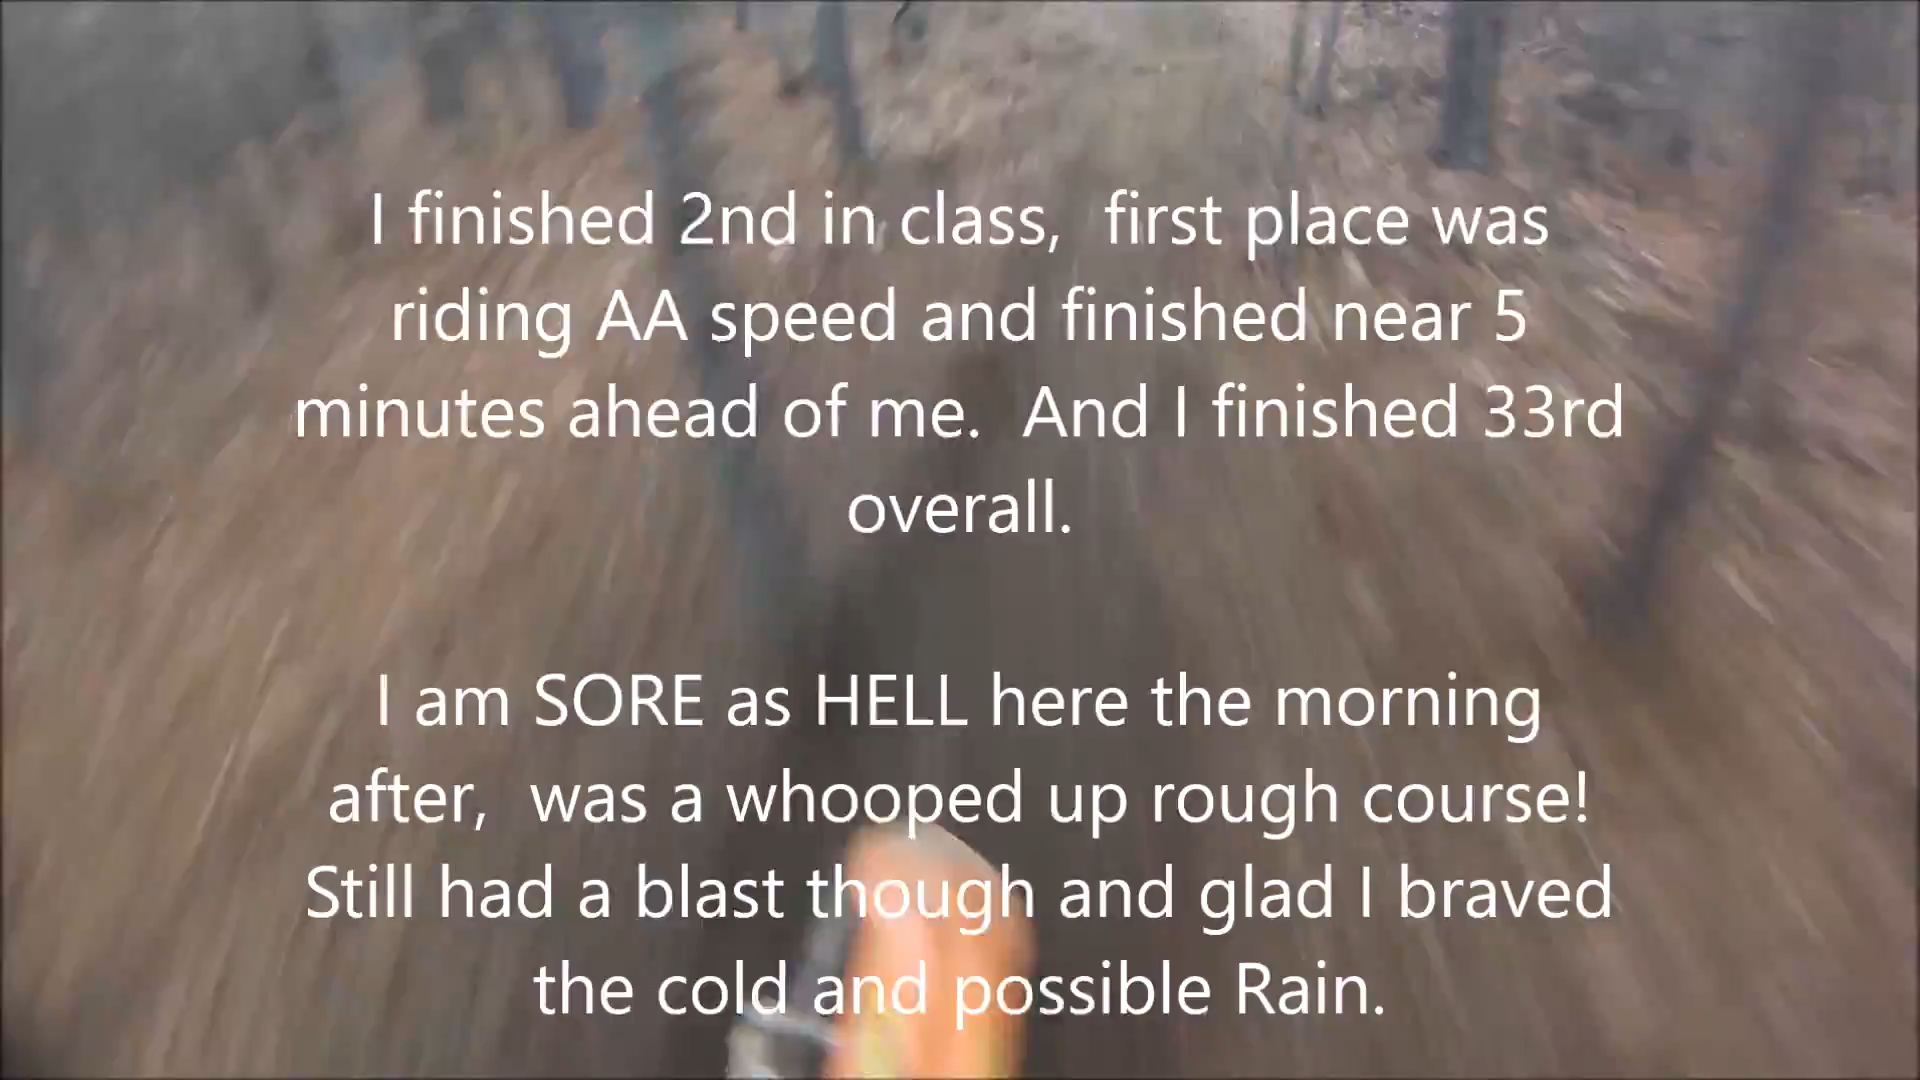 I finished 2nd in class,  first place was
riding AA speed and finished near 5
minutes ahead of me.  And I finished 33rd
overall.
I am SORE as HELL here the morning
after,  was a whooped up rough course!
Still had a blast though and glad I braved
the cold and possible Rain.